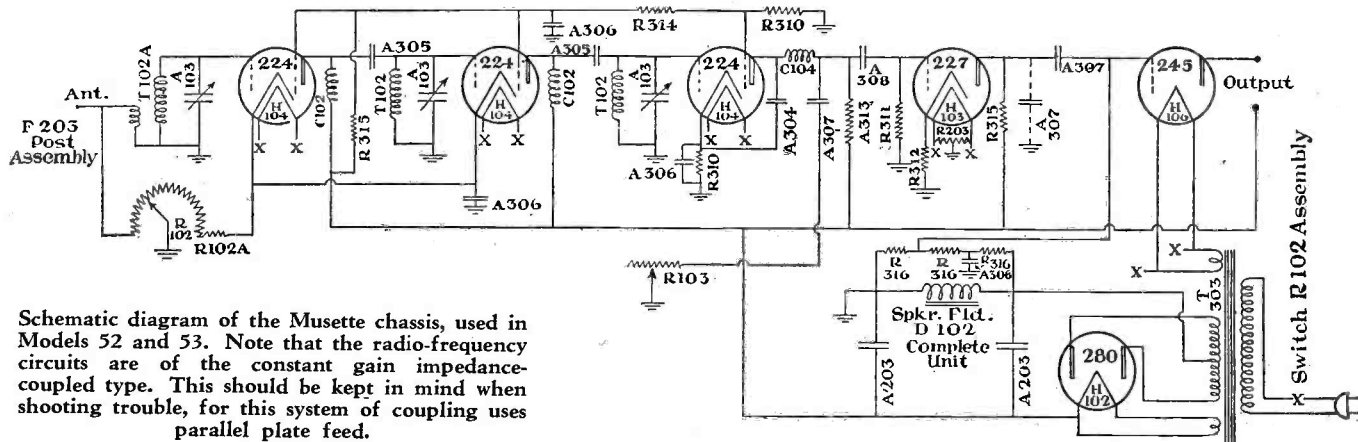 A306
R314
R310
T102A
A
103
224
H
104
A305
C102
R315
T102
A
103
224
H
104
A305
C102
T102
A
103
224
H
104
C104
A
308
227
H
103
R203
A307
245
H
106
Output
Ant.
F 203
Post
Assembly
X
X
X
X
X
X
X
X
A304
A307
A313
R311
R312
R315
A
307
A306
R310
R
102
R102A
A306
R103
R
316
R
316
R316
A306
Spkr. Fld.
D 102
Complete
Unit
A203
A203
X
X
T
303
280
H
102
X Switch R102 Assembly
Schematic diagram of the Musette chassis, used in
Models 52 and 53. Note that the radio-frequency
circuits are of the constant gain impedance-
coupled type. This should be kept in mind when
shooting trouble, for this system of coupling uses
parallel plate feed.